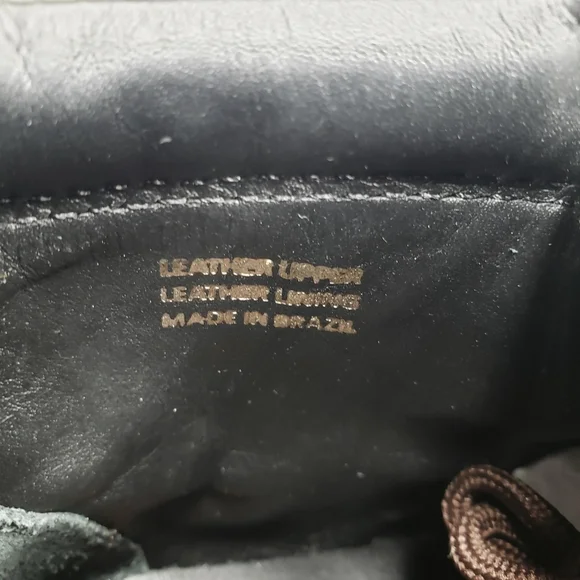 LEATHER UPPER
LEATHER LINING
MADE IN BRAZIL